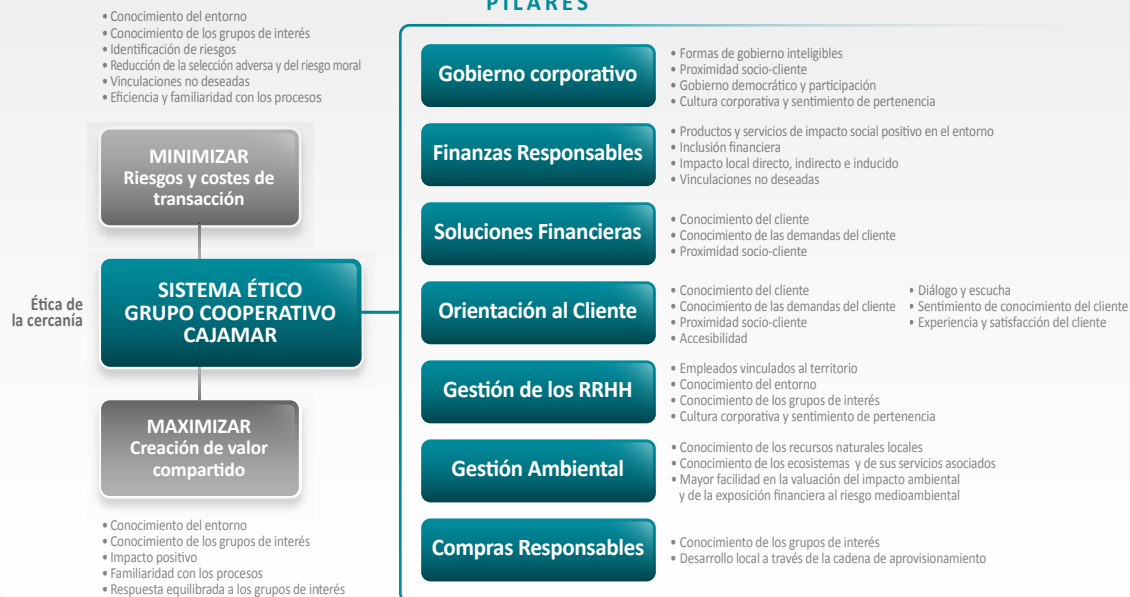 PILARES
• Conocimiento del entorno
• Conocimiento de los grupos de interés
• Identificación de riesgos
• Reducción de la selección adversa y del riesgo moral
• Vinculaciones no deseadas
• Eficiencia y familiaridad con los procesos
MINIMIZAR
Riesgos y costes de
transacción
Ética de
la cercanía
SISTEMA ÉTICO
GRUPO COOPERATIVO
CAJAMAR
MAXIMIZAR
Creación de valor
compartido
• Conocimiento del entorno
• Conocimiento de los grupos de interés
• Impacto positivo
• Familiaridad con los procesos
• Respuesta equilibrada a los grupos de interés
Gobierno corporativo
• Formas de gobierno inteligibles
• Proximidad socio-cliente
• Gobierno democrático y participación
• Cultura corporativa y sentimiento de pertenencia
Finanzas Responsables
• Productos y servicios de impacto social positivo en el entorno
• Inclusión financiera
• Impacto local directo, indirecto e inducido
• Vinculaciones no deseadas
Soluciones Financieras
• Conocimiento del cliente
• Conocimiento de las demandas del cliente
• Proximidad socio-cliente
Orientación al Cliente
• Conocimiento del cliente
• Conocimiento de las demandas del cliente
• Proximidad socio-cliente
• Accesibilidad
• Diálogo y escucha
• Sentimiento de conocimiento del cliente
• Experiencia y satisfacción del cliente
Gestión de los RRHH
• Empleados vinculados al territorio
• Conocimiento del entorno
• Conocimiento de los grupos de interés
• Cultura corporativa y sentimiento de pertenencia
Gestión Ambiental
• Conocimiento de los recursos naturales locales
• Conocimiento de los ecosistemas y de sus servicios asociados
• Mayor facilidad en la valuación del impacto ambiental
y de la exposición financiera al riesgo medioambiental
Compras Responsables
• Conocimiento de los grupos de interés
• Desarrollo local a través de la cadena de aprovisionamiento